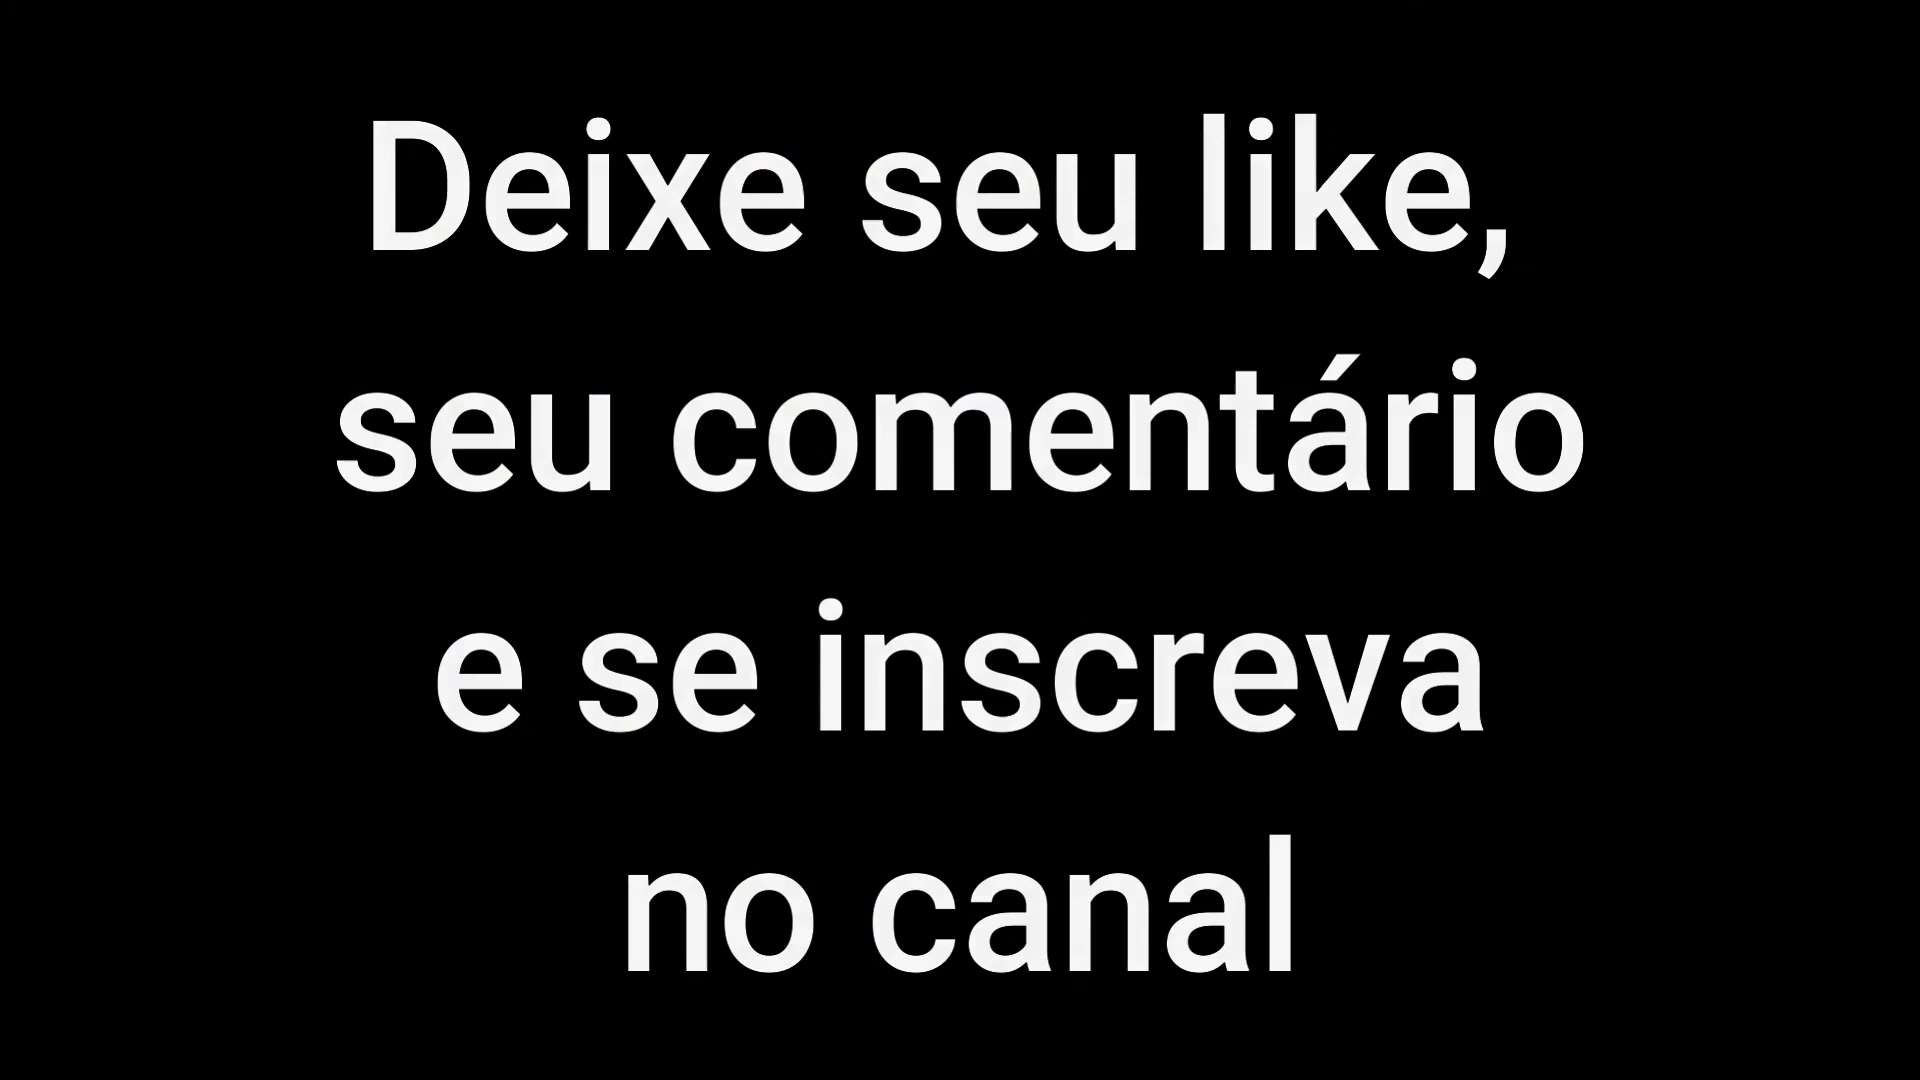 Deixe seu like,
seu comentário
e se inscreva
no canal